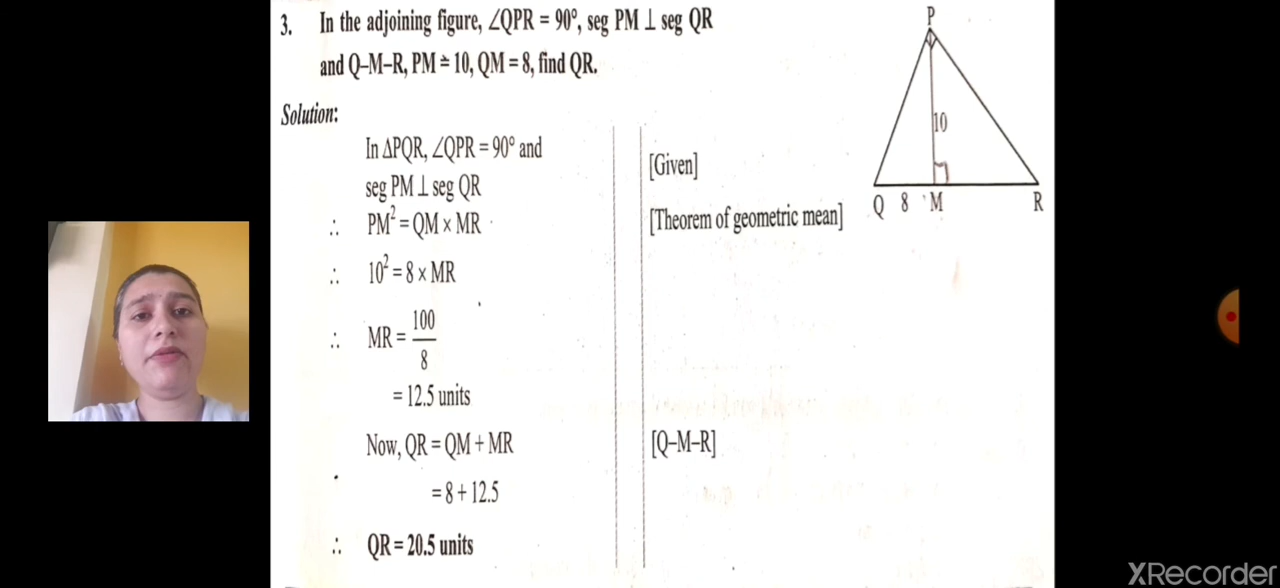 3. In the adjoining figure, ∠QPR = 90°, seg PM ⊥ seg QR
and Q–M–R, PM = 10, QM = 8, find QR.
Solution:
In ΔPQR, ∠QPR = 90° and
seg PM ⊥ seg QR [Given]
∴ PM² = QM × MR [Theorem of geometric mean]
∴ 10² = 8 × MR
∴ MR = 100/8
= 12.5 units
Now, QR = QM + MR [Q–M–R]
= 8 + 12.5
∴ QR = 20.5 units
P
10
Q 8 M R
XRecorder